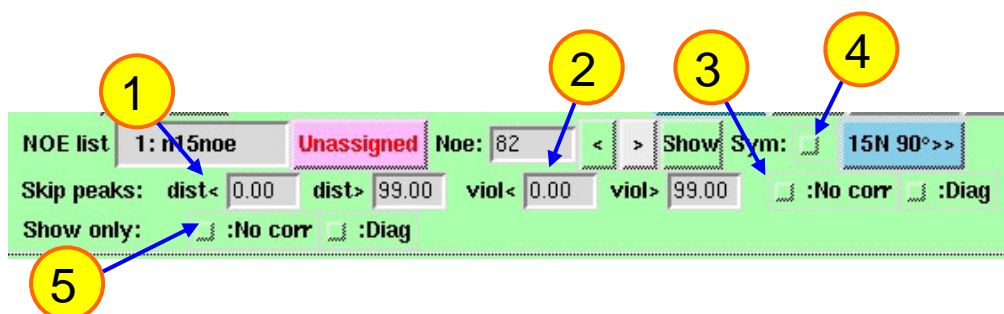 1 2 3 4
NOE list 1: n15noe Unassigned Noe: 82 < > Show Sym: 15N 90°>>
Skip peaks: dist< 0.00 dist> 99.00 viol< 0.00 viol> 99.00 :No corr :Diag
Show only: :No corr :Diag
5